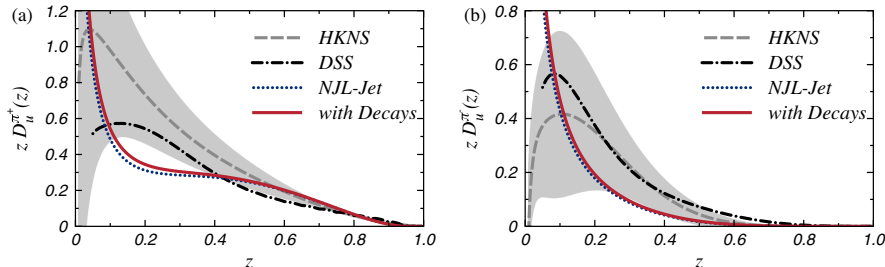 (a)
1.2
1.0
0.8
0.6
0.4
0.2
0
z D_u^{π^+}(z)
HKNS
DSS
NJL-Jet
with Decays
0 0.2 0.4 0.6 0.8 1.0
z
(b)
0.8
0.6
0.4
0.2
0
z D_u^{π^-}(z)
HKNS
DSS
NJL-Jet
with Decays
0 0.2 0.4 0.6 0.8 1.0
z